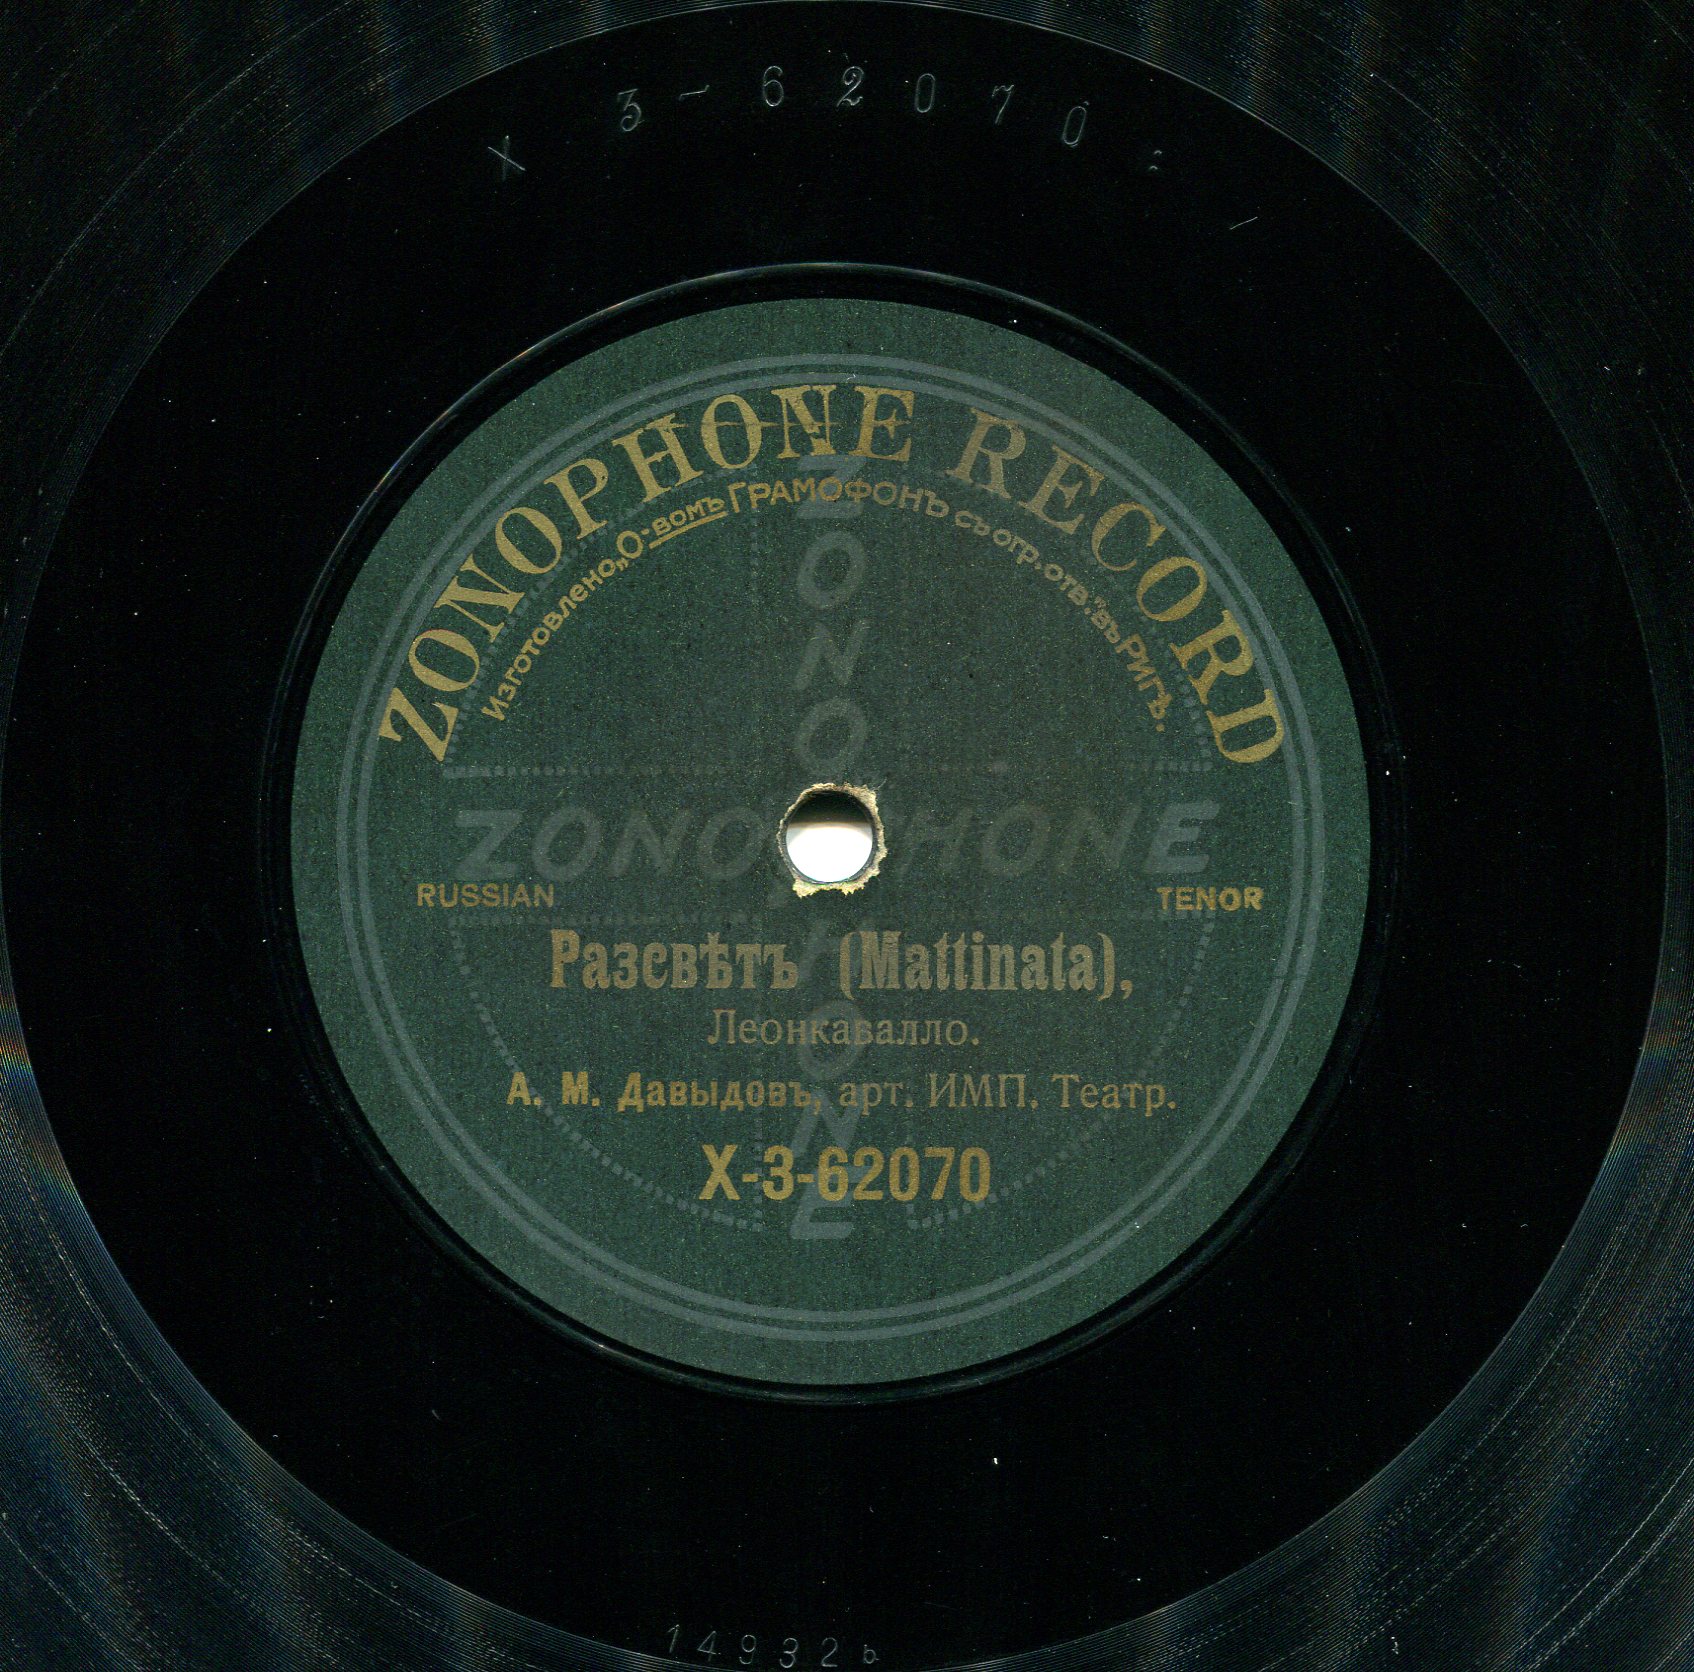 X 3-62070:
ZONOPHONE RECORD
Изготовлено „О-вомъ ГРАМОФОНЪ съ огр. отв." въ Ригѣ.
ZONOPHONE
ZONOPHONE
RUSSIAN
TENOR
Разсвѣтъ (Mattinata),
Леонкавалло.
А. М. Давыдовъ, арт. ИМП. Театр.
X-3-62070
14932b